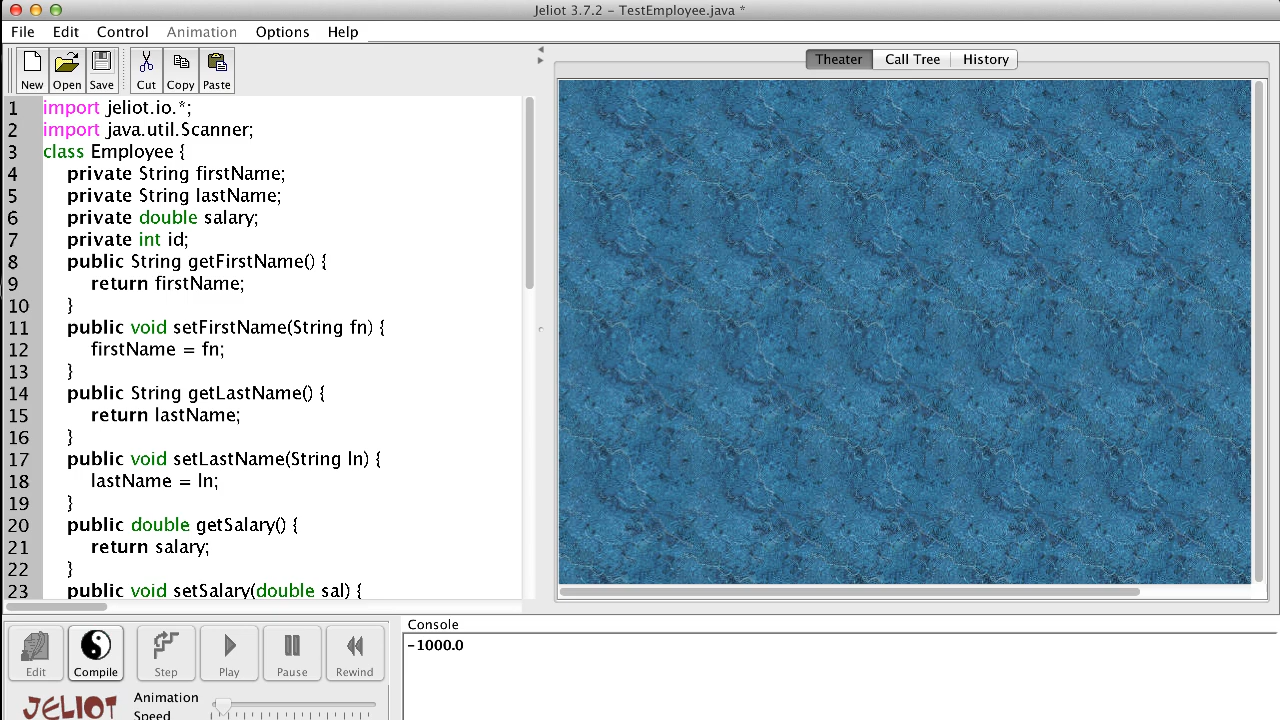 Jeliot 3.7.2 - TestEmployee.java *
File Edit Control Animation Options Help
New Open Save Cut Copy Paste
Theater Call Tree History
1 import jeliot.io.*;
2 import java.util.Scanner;
3 class Employee {
4 private String firstName;
5 private String lastName;
6 private double salary;
7 private int id;
8 public String getFirstName() {
9 return firstName;
10 }
11 public void setFirstName(String fn) {
12 firstName = fn;
13 }
14 public String getLastName() {
15 return lastName;
16 }
17 public void setLastName(String ln) {
18 lastName = ln;
19 }
20 public double getSalary() {
21 return salary;
22 }
23 public void setSalary(double sal) {
Edit Compile Step Play Pause Rewind
JELIOT
Animation
Speed
Console
-1000.0